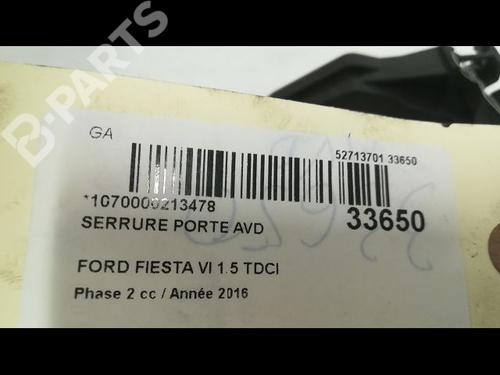 B-PARTS
GA
52713701 33650
*1070000213478
33650
SERRURE PORTE AVD
FORD FIESTA VI 1.5 TDCI
Phase 2 cc / Année 2016